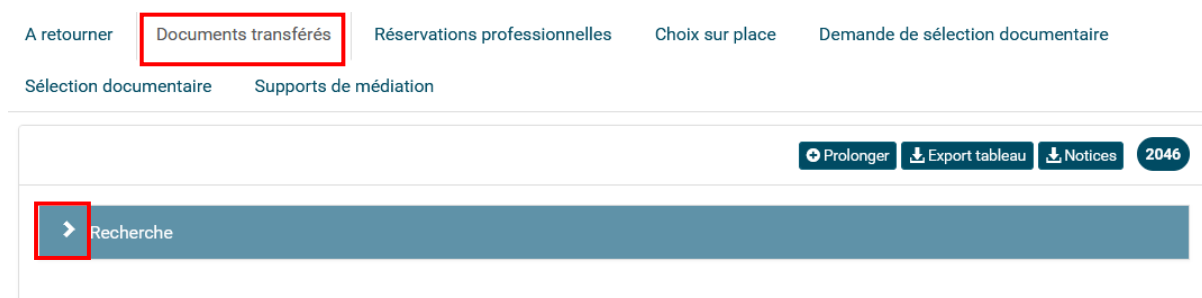 A retourner Documents transférés Réservations professionnelles Choix sur place Demande de sélection documentaire
Sélection documentaire Supports de médiation
Prolonger Export tableau Notices 2046
Recherche